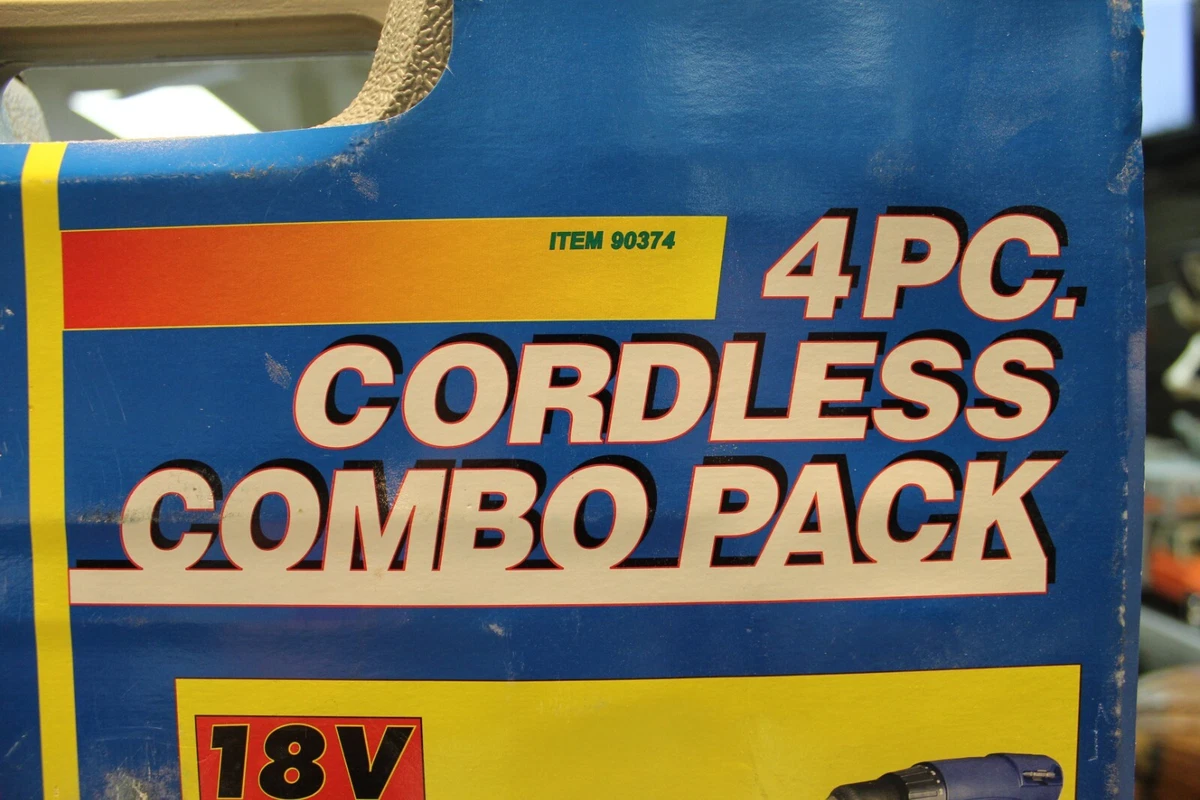 ITEM 90374
4 PC.
CORDLESS
COMBO PACK
18V